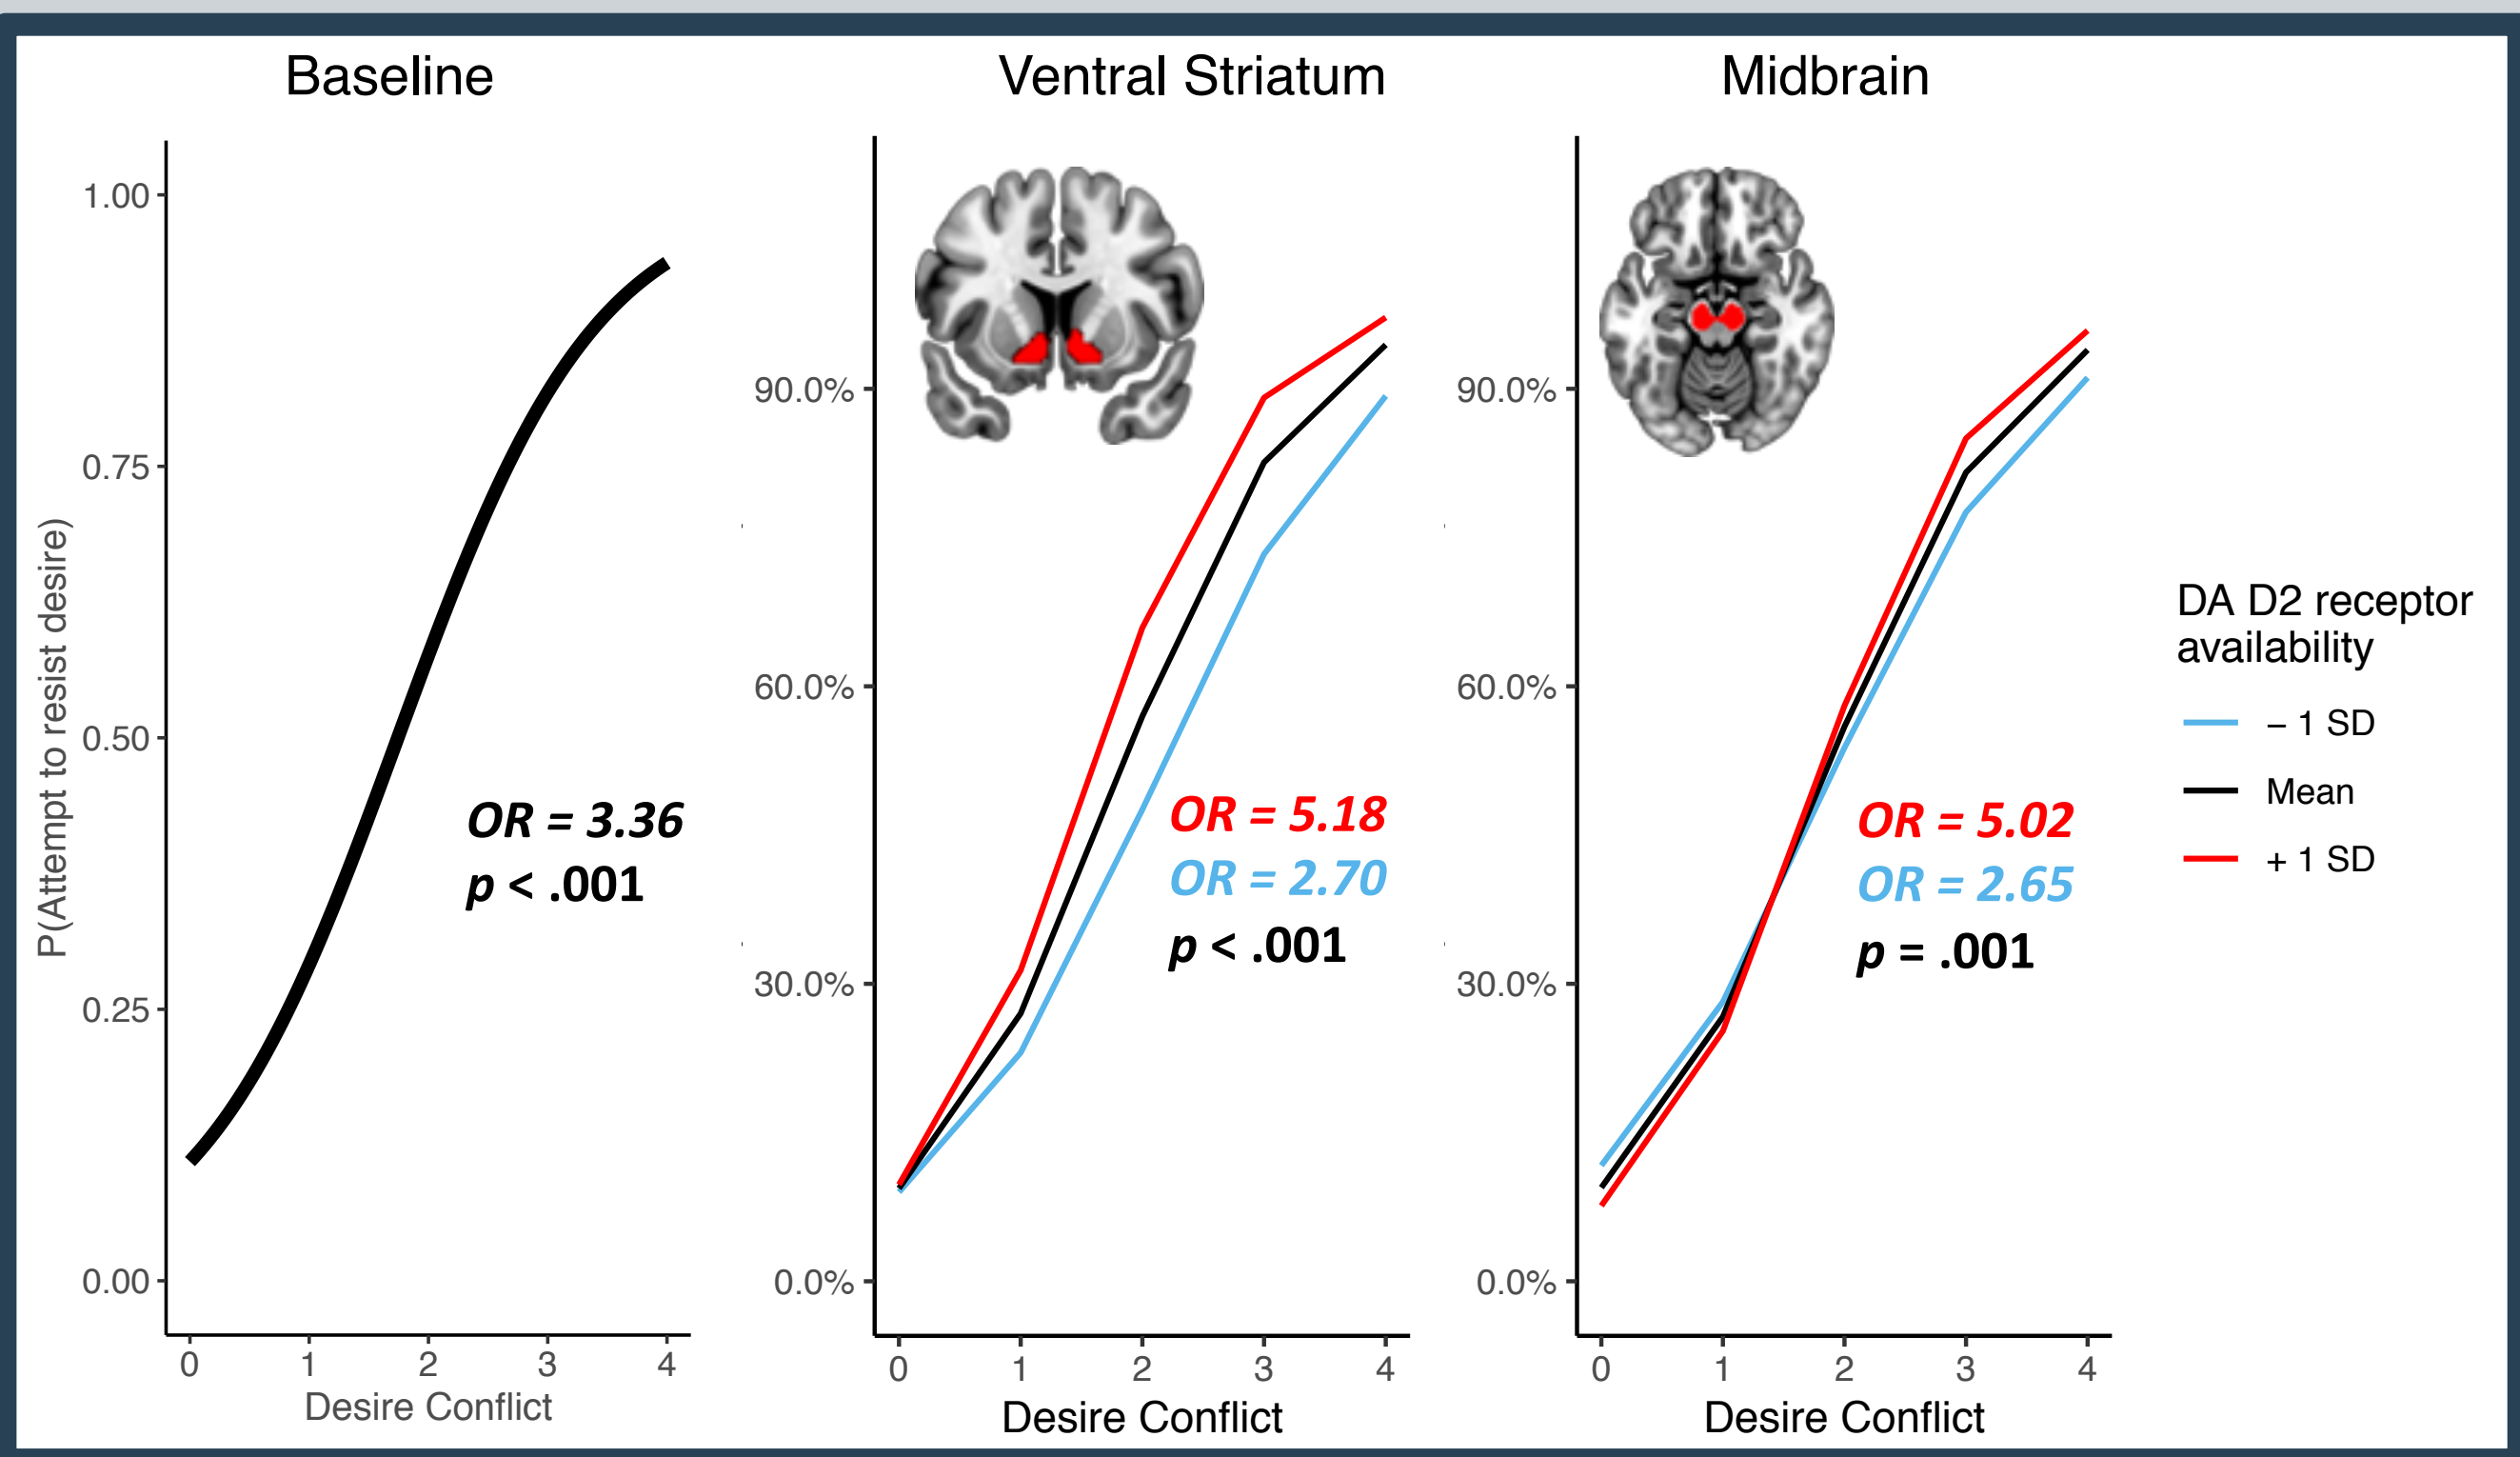 Baseline
Ventral Striatum
Midbrain
P(Attempt to resist desire)
1.00
0.75
0.50
0.25
0.00
0 1 2 3 4
Desire Conflict
OR = 3.36
p < .001
90.0%
60.0%
30.0%
0.0%
0 1 2 3 4
Desire Conflict
OR = 5.18
OR = 2.70
p < .001
90.0%
60.0%
30.0%
0.0%
0 1 2 3 4
Desire Conflict
OR = 5.02
OR = 2.65
p = .001
DA D2 receptor
availability
− 1 SD
Mean
+ 1 SD